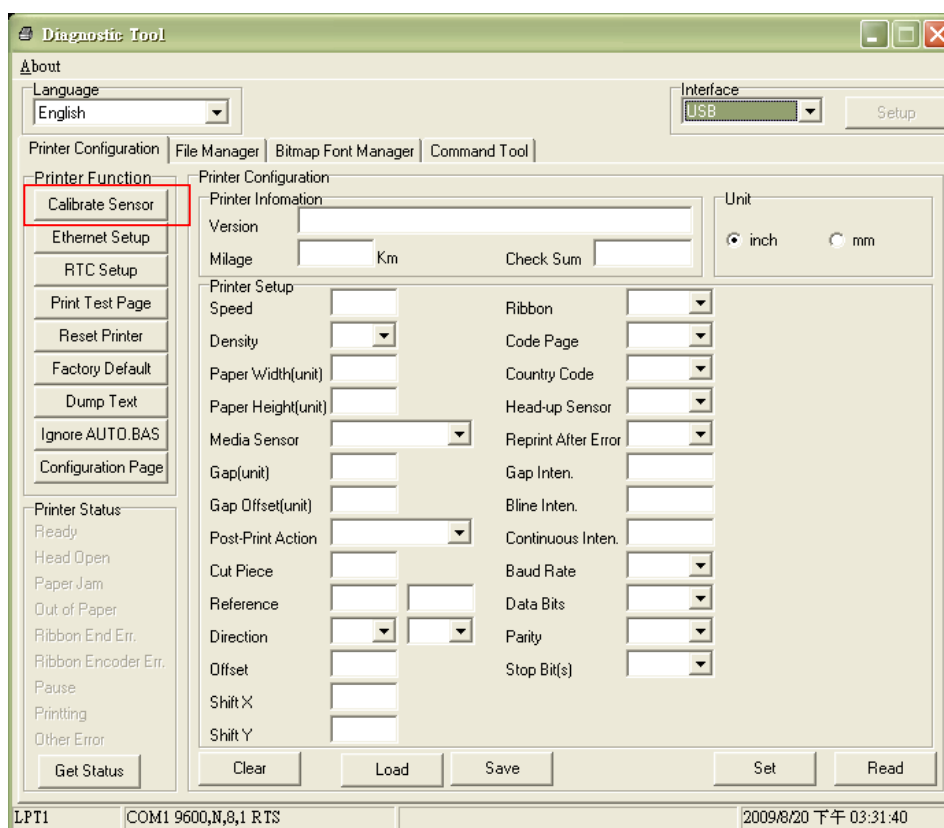 Diagnostic Tool
About
Language
English
Interface
USB
Setup
Printer Configuration
File Manager
Bitmap Font Manager
Command Tool
Printer Function
Calibrate Sensor
Ethernet Setup
RTC Setup
Print Test Page
Reset Printer
Factory Default
Dump Text
Ignore AUTO.BAS
Configuration Page
Printer Status
Ready
Head Open
Paper Jam
Out of Paper
Ribbon End Err.
Ribbon Encoder Err.
Pause
Printting
Other Error
Get Status
Printer Configuration
Printer Infomation
Version
Milage
Km
Check Sum
Unit
inch
mm
Printer Setup
Speed
Density
Paper Width(unit)
Paper Height(unit)
Media Sensor
Gap(unit)
Gap Offset(unit)
Post-Print Action
Cut Piece
Reference
Direction
Offset
Shift X
Shift Y
Ribbon
Code Page
Country Code
Head-up Sensor
Reprint After Error
Gap Inten.
Bline Inten.
Continuous Inten.
Baud Rate
Data Bits
Parity
Stop Bit(s)
Clear
Load
Save
Set
Read
LPT1
COM1 9600,N,8,1 RTS
2009/8/20 下午 03:31:40